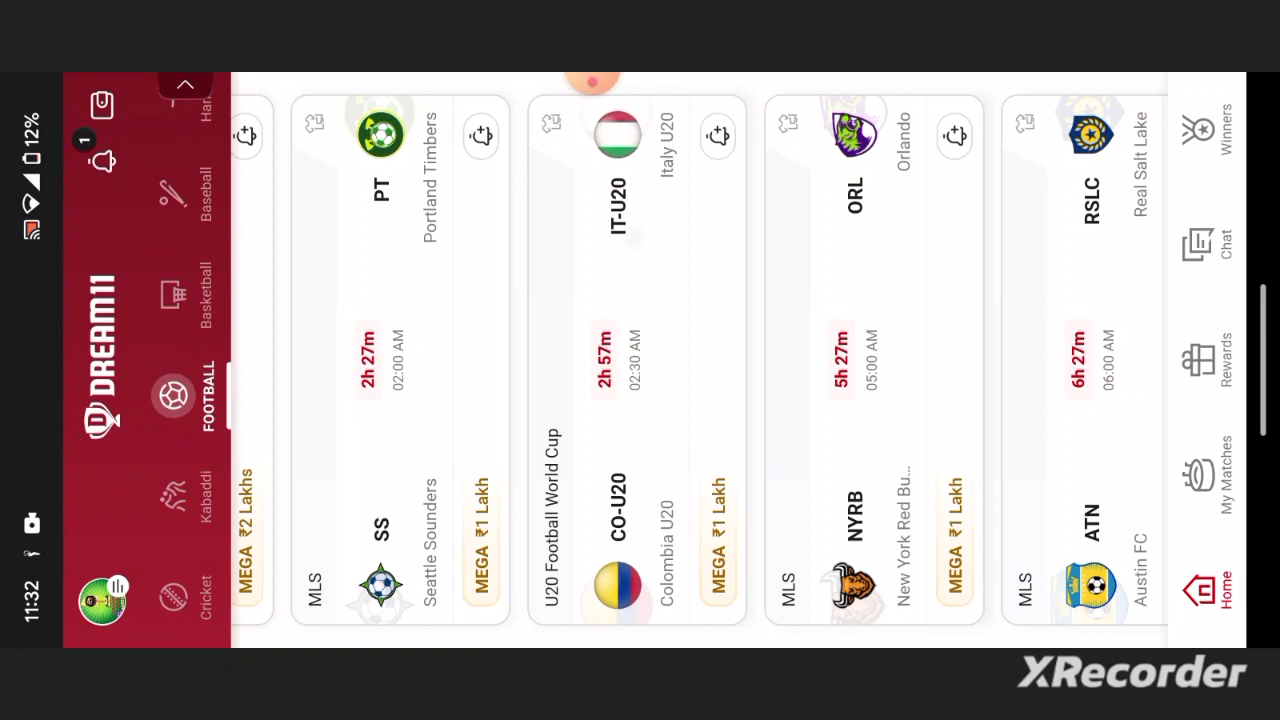 11:32
12%
DREAM11
1
Cricket
Kabaddi
FOOTBALL
Basketball
Baseball
MEGA ₹2 Lakhs
MLS
SS
2h 27m
PT
02:00 AM
Seattle Sounders
Portland Timbers
MEGA ₹1 Lakh
U20 Football World Cup
CO-U20
2h 57m
IT-U20
02:30 AM
Colombia U20
Italy U20
MEGA ₹1 Lakh
MLS
NYRB
5h 27m
ORL
05:00 AM
New York Red Bu...
Orlando
MEGA ₹1 Lakh
MLS
ATN
6h 27m
RSLC
06:00 AM
Austin FC
Real Salt Lake
Home
My Matches
Rewards
Chat
Winners
XRecorder